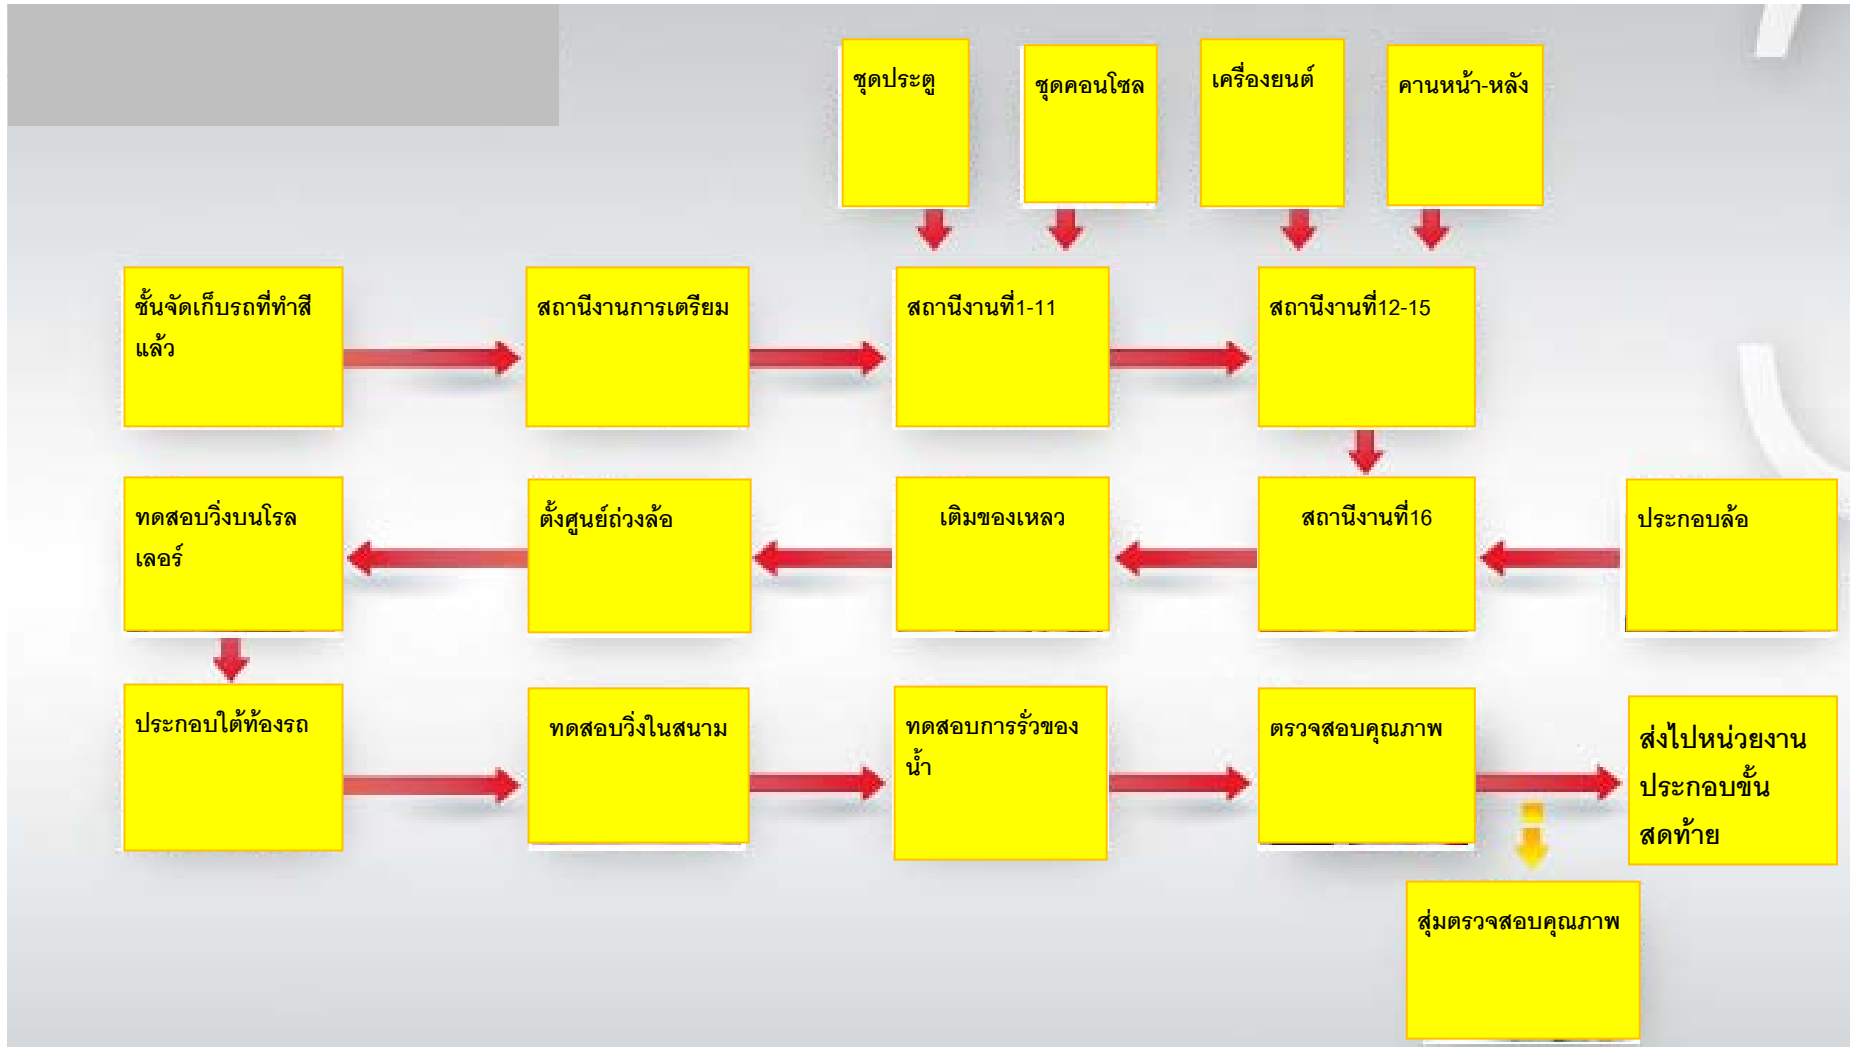 ชุดประตู
ชุดคอนโซล
เครื่องยนต์
คานหน้า-หลัง
ชั้นจัดเก็บรถที่ทำสี
แล้ว
สถานีงานการเตรียม
สถานีงานที่1-11
สถานีงานที่12-15
ทดสอบวิ่งบนโรล
เลอร์
ตั้งศูนย์ถ่วงล้อ
เติมของเหลว
สถานีงานที่16
ประกอบล้อ
ประกอบใต้ท้องรถ
ทดสอบวิ่งในสนาม
ทดสอบการรั่วของ
น้ำ
ตรวจสอบคุณภาพ
ส่งไปหน่วยงาน
ประกอบขั้น
สดท้าย
สุ่มตรวจสอบคุณภาพ